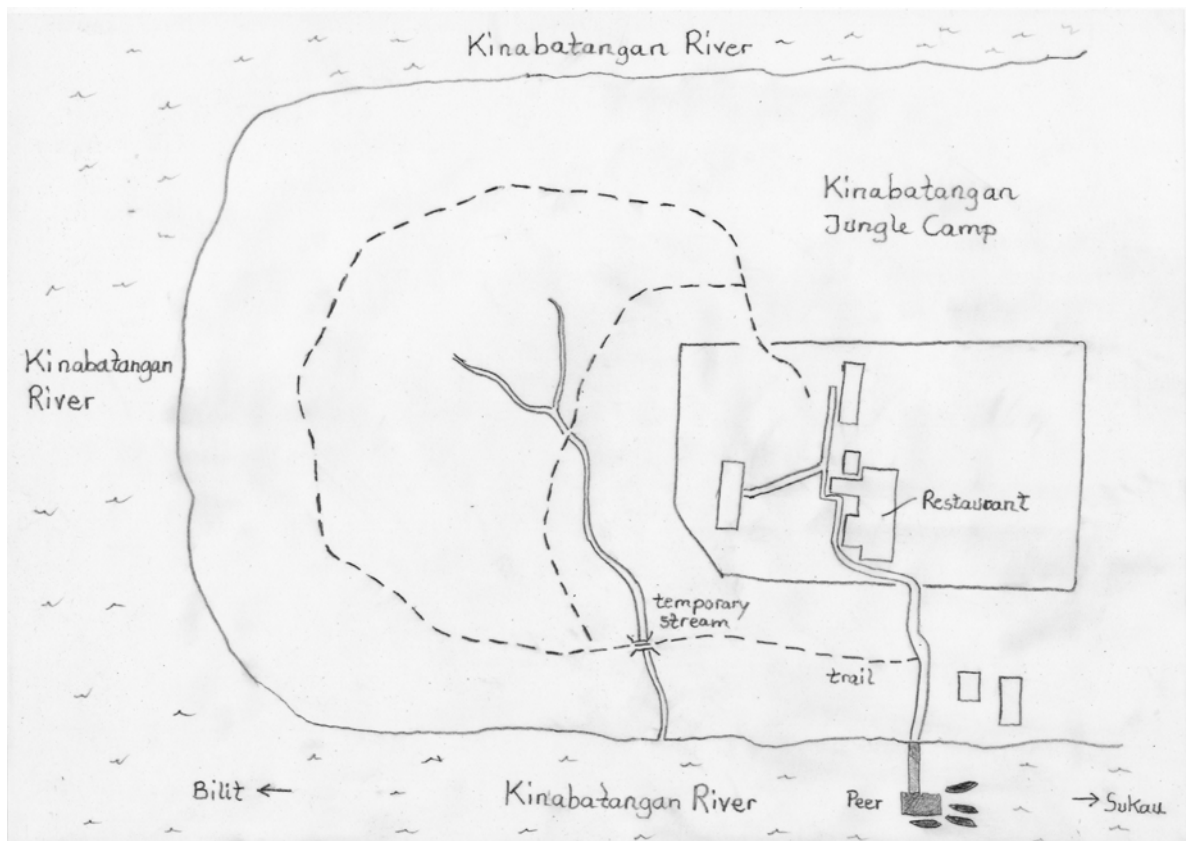 Kinabatangan River
Kinabatangan
Jungle Camp
Kinabatangan
River
Restaurant
temporary
stream
trail
Bilit
Kinabatangan River
Peer
Sukau